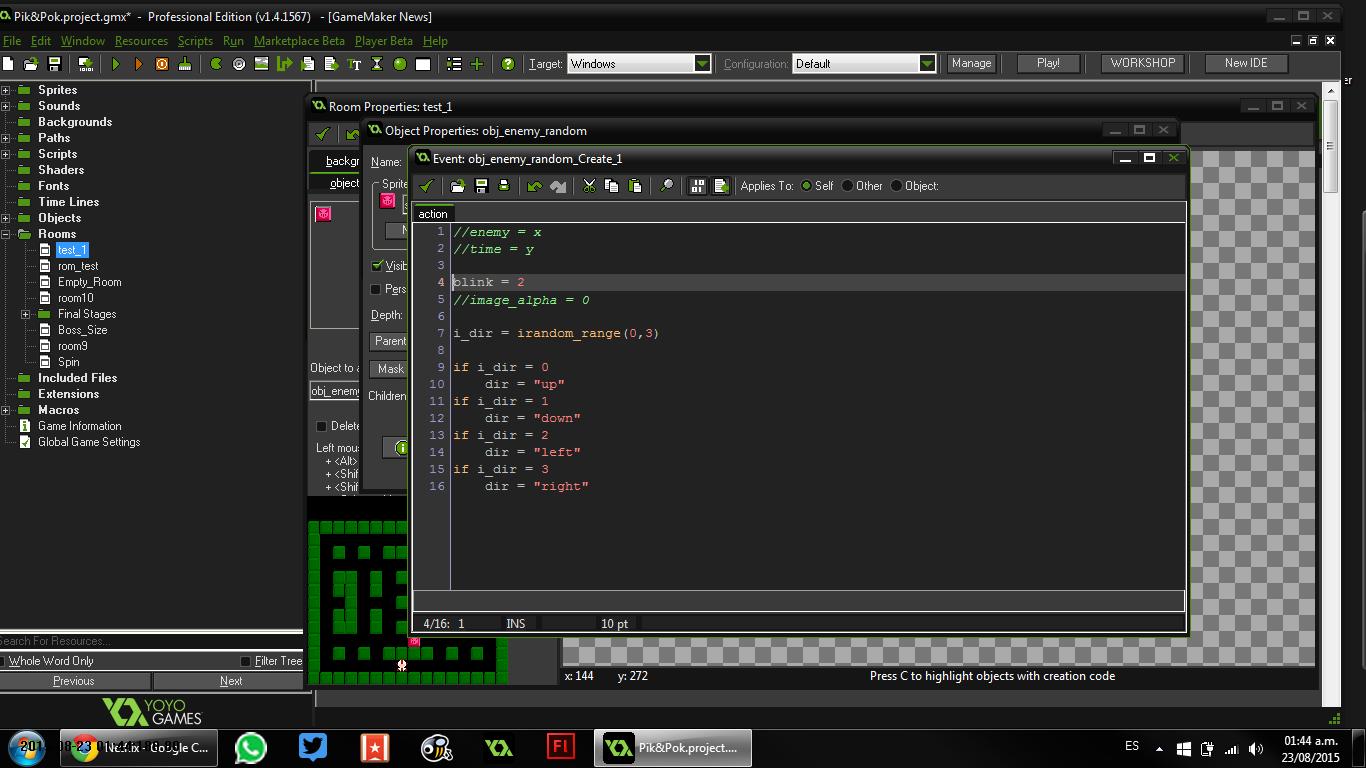 Pik&Pok.project.gmx* - Professional Edition (v1.4.1567) - [GameMaker News]
File Edit Window Resources Scripts Run Marketplace Beta Player Beta Help
Target: Windows Configuration: Default Manage Play! WORKSHOP New IDE
Sprites
Sounds
Backgrounds
Paths
Scripts
Shaders
Fonts
Time Lines
Objects
Rooms
test_1
rom_test
Empty_Room
room10
Final Stages
Boss_Size
room9
Spin
Included Files
Extensions
Macros
Game Information
Global Game Settings
Search For Resources...
Whole Word Only Filter Tree
Previous Next
YOYO
GAMES
Room Properties: test_1
backgr
object
Object to a
obj_enemy
Delete
Left mou
+ <Alt>
+ <Shif
+ <Shif
Object Properties: obj_enemy_random
Name:
Sprite
N
Visib
Pers
Depth:
Parent
Mask
Children
Event: obj_enemy_random_Create_1
Applies To: Self Other Object:
action
1 //enemy = x
2 //time = y
3
4 blink = 2
5 //image_alpha = 0
6
7 i_dir = irandom_range(0,3)
8
9 if i_dir = 0
10 dir = "up"
11 if i_dir = 1
12 dir = "down"
13 if i_dir = 2
14 dir = "left"
15 if i_dir = 3
16 dir = "right"
4/16: 1 INS 10 pt
x: 144 y: 272 Press C to highlight objects with creation code
Netflix - Google C...
Fl
Pik&Pok.project....
ES
01:44 a.m.
23/08/2015